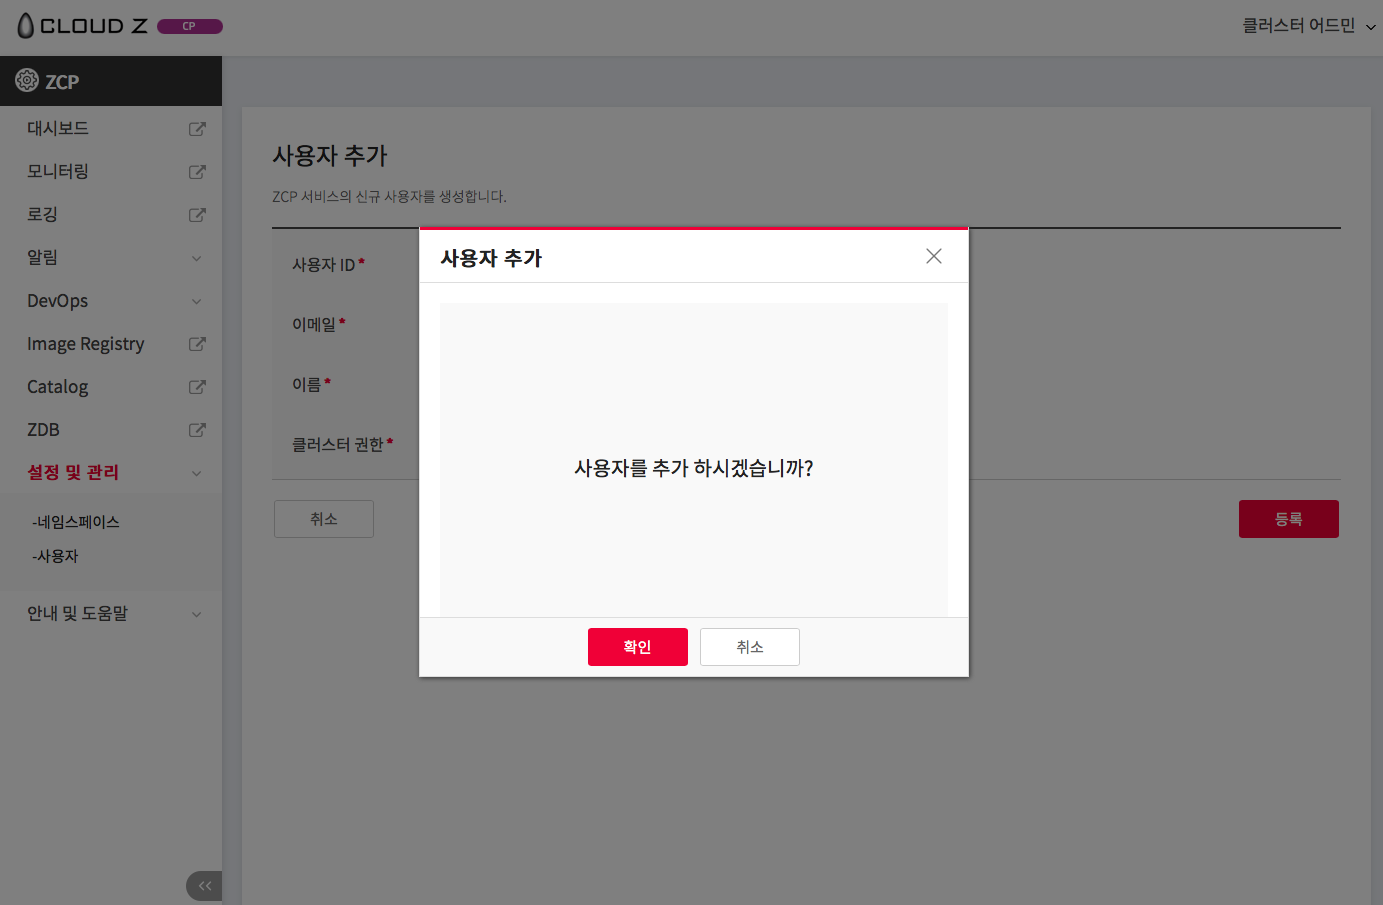 CLOUD Z CP
클러스터 어드민
ZCP
대시보드
모니터링
로깅
알림
DevOps
Image Registry
Catalog
ZDB
설정 및 관리
-네임스페이스
-사용자
안내 및 도움말
사용자 추가
ZCP 서비스의 신규 사용자를 생성합니다.
사용자 ID*
이메일*
이름*
클러스터 권한*
취소
등록
사용자 추가
사용자를 추가 하시겠습니까?
확인
취소